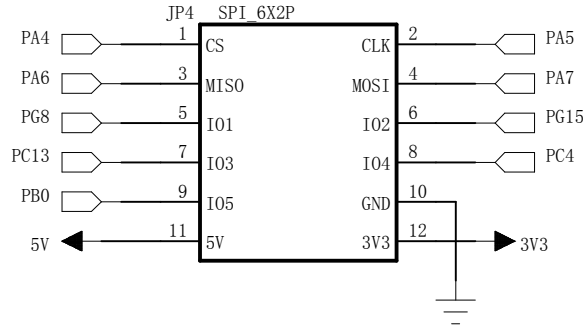 JP4 SPI_6X2P
PA4 1 CS CLK 2 PA5
PA6 3 MISO MOSI 4 PA7
PG8 5 IO1 IO2 6 PG15
PC13 7 IO3 IO4 8 PC4
PB0 9 IO5 GND 10
5V 11 5V 3V3 12 3V3